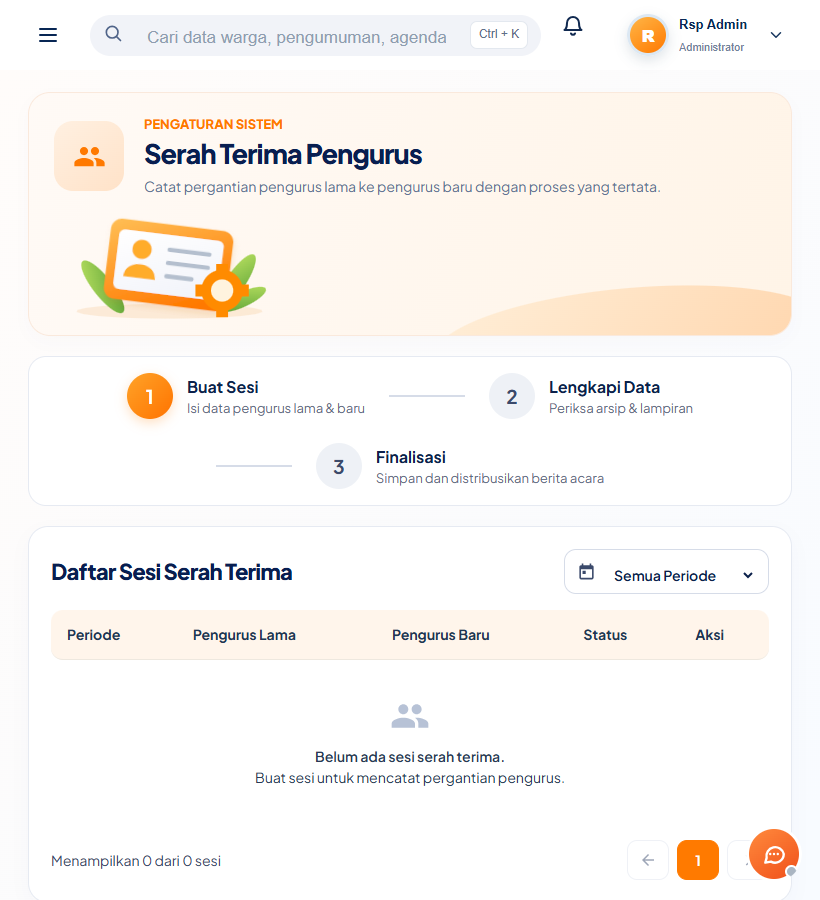 Cari data warga, pengumuman, agenda
Ctrl + K
R
Rsp Admin
Administrator
PENGATURAN SISTEM
Serah Terima Pengurus
Catat pergantian pengurus lama ke pengurus baru dengan proses yang tertata.
1
Buat Sesi
Isi data pengurus lama & baru
2
Lengkapi Data
Periksa arsip & lampiran
3
Finalisasi
Simpan dan distribusikan berita acara
Daftar Sesi Serah Terima
Semua Periode
Periode Pengurus Lama Pengurus Baru Status Aksi
Belum ada sesi serah terima.
Buat sesi untuk mencatat pergantian pengurus.
Menampilkan 0 dari 0 sesi
1